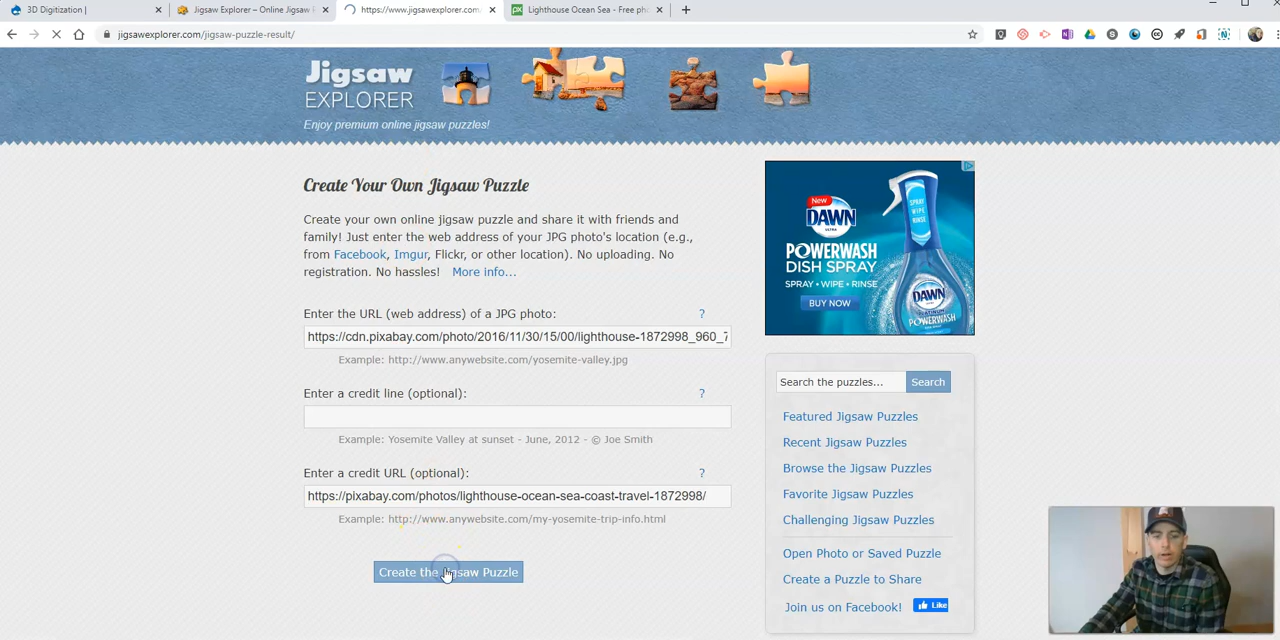 3D Digitization |
Jigsaw Explorer – Online Jigsaw
https://www.jigsawexplorer.com/
Lighthouse Ocean Sea - Free pho
jigsawexplorer.com/jigsaw-puzzle-result/
Jigsaw
EXPLORER
Enjoy premium online jigsaw puzzles!
Create Your Own Jigsaw Puzzle
Create your own online jigsaw puzzle and share it with friends and
family! Just enter the web address of your JPG photo's location (e.g.,
from Facebook, Imgur, Flickr, or other location). No uploading. No
registration. No hassles! More info...
Enter the URL (web address) of a JPG photo: ?
https://cdn.pixabay.com/photo/2016/11/30/15/00/lighthouse-1872998_960_7
Example: http://www.anywebsite.com/yosemite-valley.jpg
Enter a credit line (optional): ?
Example: Yosemite Valley at sunset - June, 2012 - © Joe Smith
Enter a credit URL (optional): ?
https://pixabay.com/photos/lighthouse-ocean-sea-coast-travel-1872998/
Example: http://www.anywebsite.com/my-yosemite-trip-info.html
Create the Jigsaw Puzzle
New
DAWN
ULTRA
POWERWASH
DISH SPRAY
SPRAY • WIPE • RINSE
BUY NOW
SPRAY
WIPE
RINSE
DAWN
POWERWASH
Search the puzzles... Search
Featured Jigsaw Puzzles
Recent Jigsaw Puzzles
Browse the Jigsaw Puzzles
Favorite Jigsaw Puzzles
Challenging Jigsaw Puzzles
Open Photo or Saved Puzzle
Create a Puzzle to Share
Join us on Facebook! Like